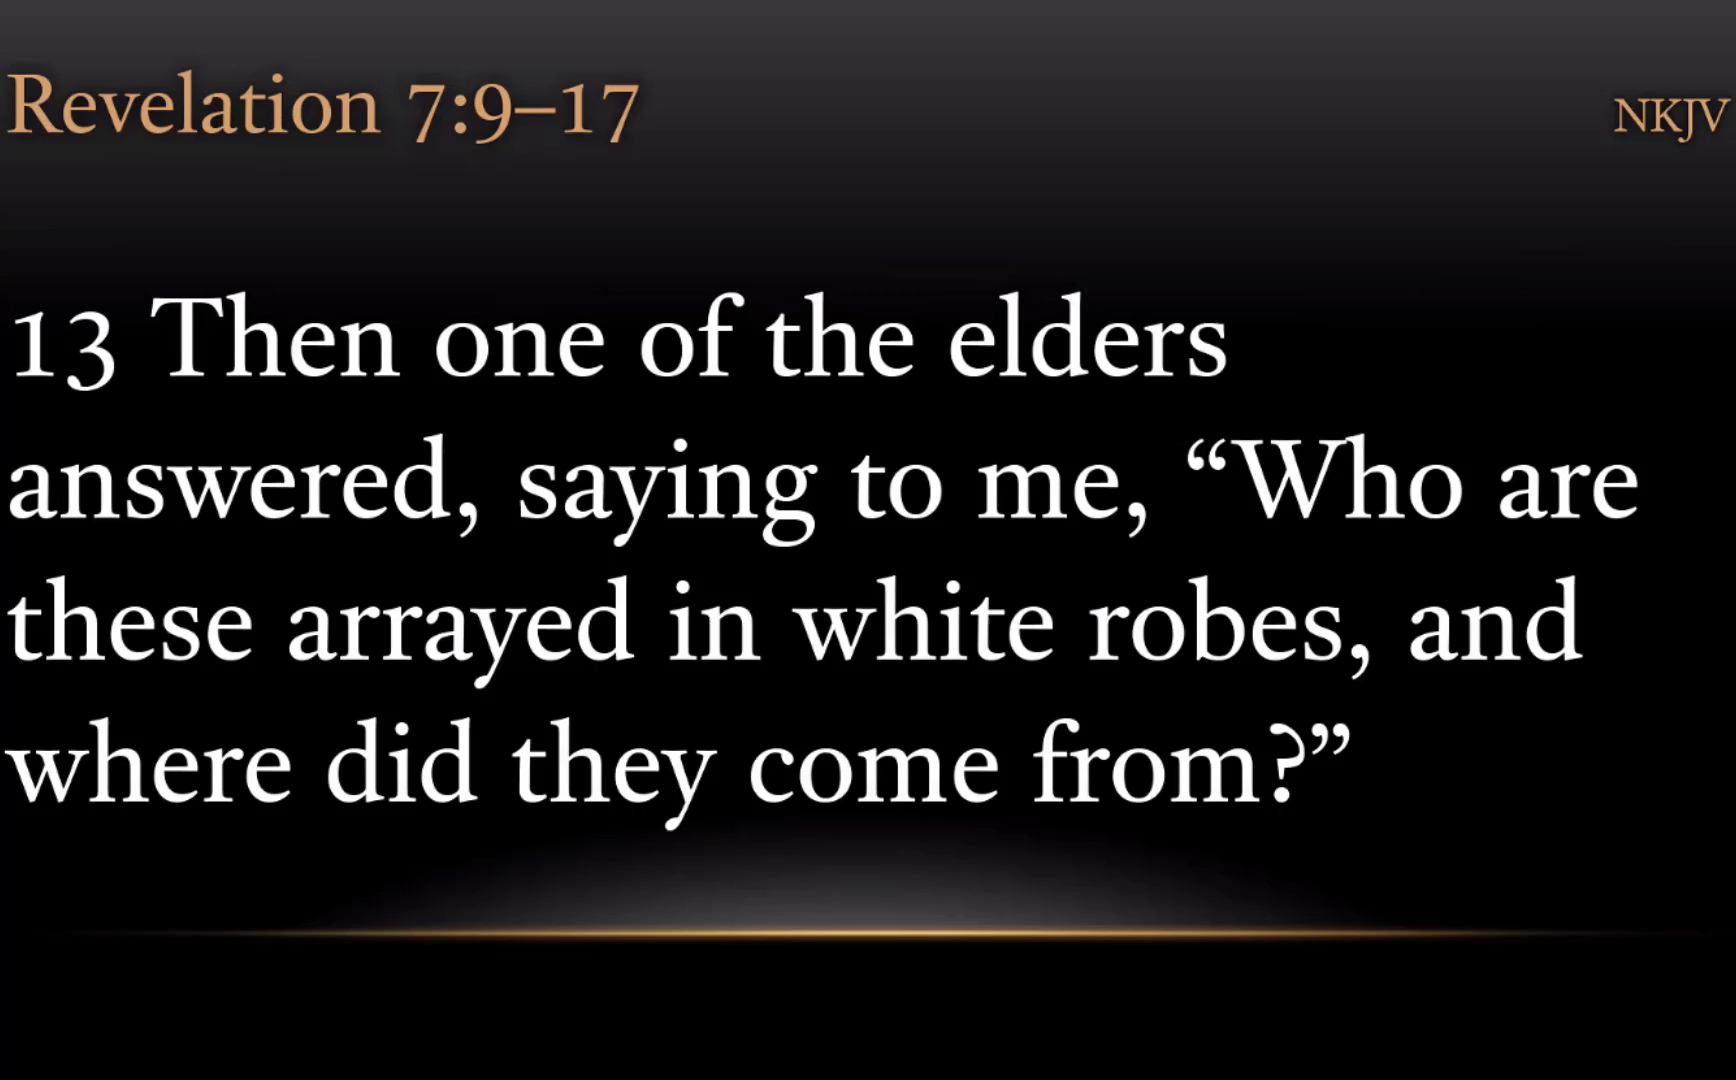 Revelation 7:9–17
NKJV
13 Then one of the elders
answered, saying to me, “Who are
these arrayed in white robes, and
where did they come from?”